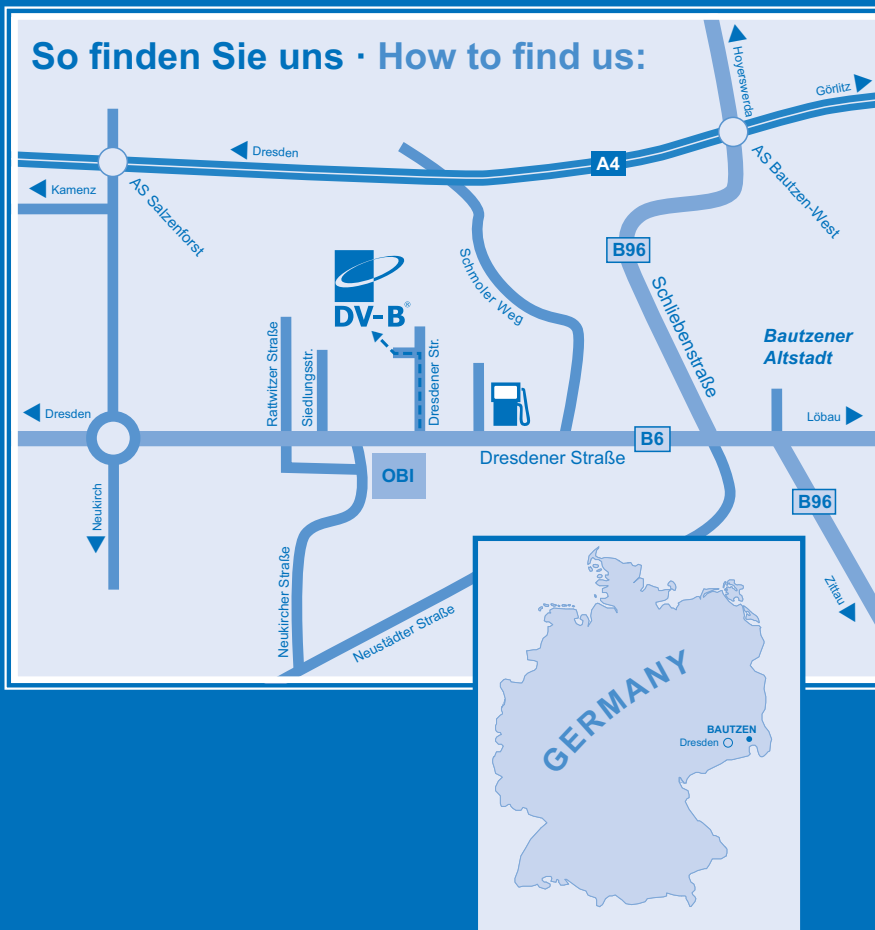 So finden Sie uns · How to find us:
Hoyerswerda
Görlitz
Dresden
A4
Kamenz
AS Salzenforst
AS Bautzen-West
B96
Schmoler Weg
Schliebenstraße
DV-B®
Bautzener
Altstadt
Rattwitzer Straße
Siedlungsstr.
Dresdener Str.
Dresden
Löbau
B6
Dresdener Straße
OBI
B96
Neukirch
Neukircher Straße
Neustädter Straße
Zittau
GERMANY
BAUTZEN
Dresden